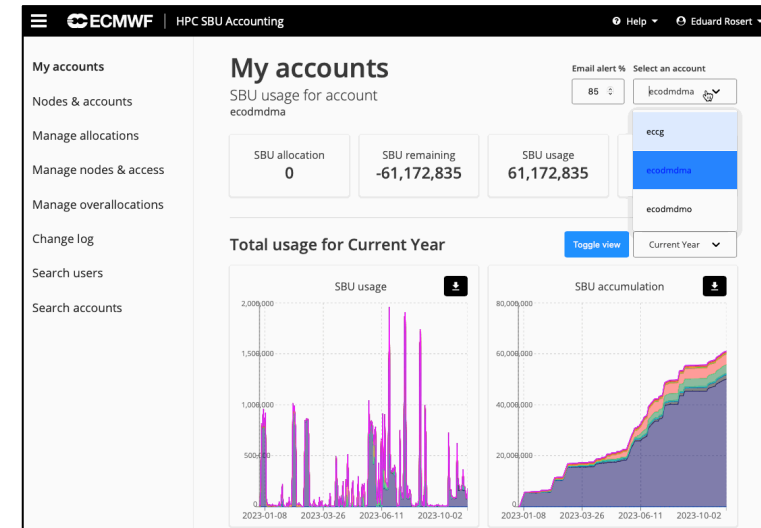 ECMWF | HPC SBU Accounting
Help
Eduard Rosert
My accounts
Nodes & accounts
Manage allocations
Manage nodes & access
Manage overallocations
Change log
Search users
Search accounts
My accounts
SBU usage for account
ecodmdma
Email alert %
85
Select an account
ecodmdma
eccg
ecodmdma
ecodmdmo
SBU allocation
0
SBU remaining
-61,172,835
SBU usage
61,172,835
Total usage for Current Year
Toggle view
Current Year
SBU usage
2,000,000
1,500,000
1,000,000
500,000
0
2023-01-08 2023-03-26 2023-06-11 2023-10-02
SBU accumulation
80,000,000
60,000,000
40,000,000
20,000,000
0
2023-01-08 2023-03-26 2023-06-11 2023-10-02